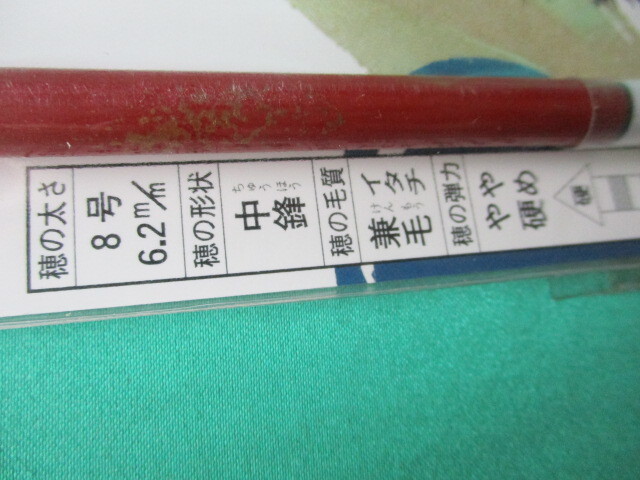 穂の太さ
8号
6.2m/m
穂の形状
ちゅうほう
中鋒
穂の毛質
イタチ
けんもう
兼毛
穂の弾力
やや
硬め
硬